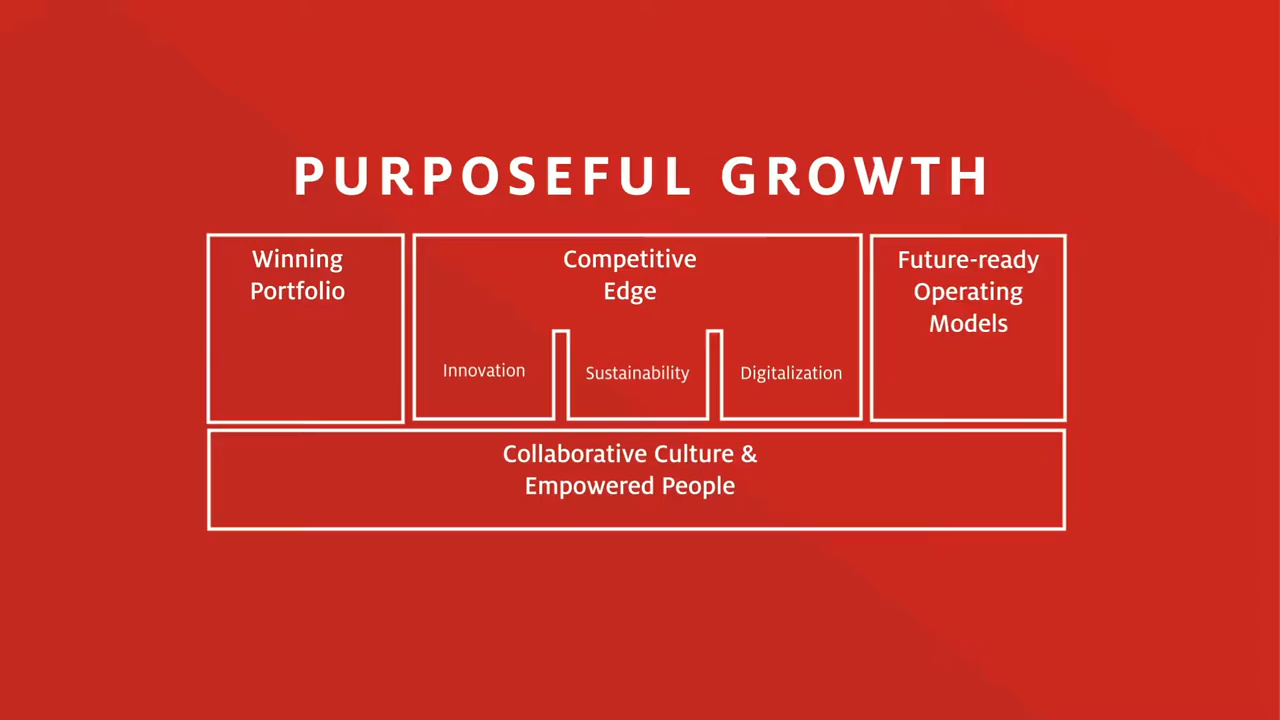 PURPOSEFUL GROWTH
Winning
Portfolio
Competitive
Edge
Innovation
Sustainability
Digitalization
Future-ready
Operating
Models
Collaborative Culture &
Empowered People